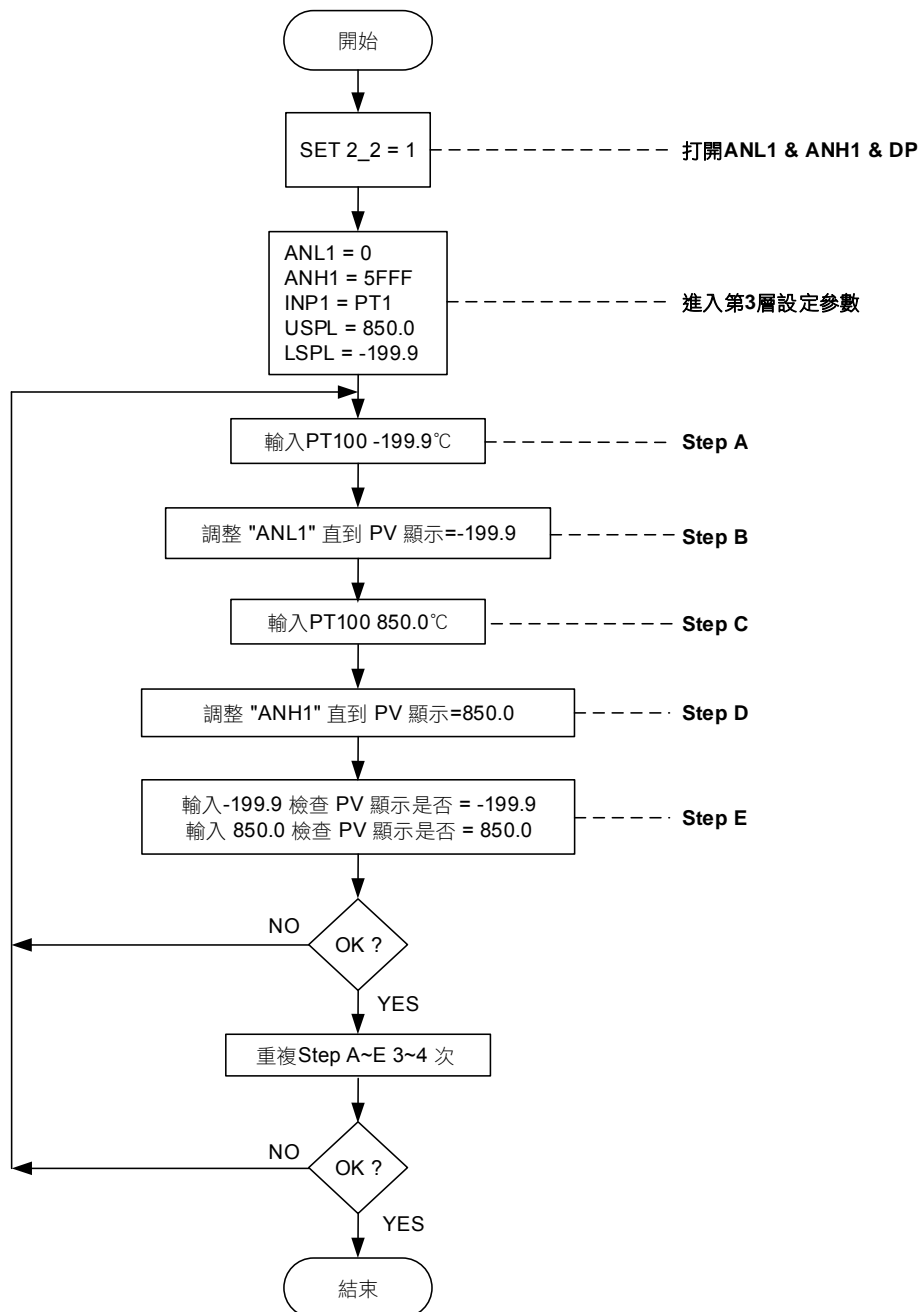 開始
SET 2_2 = 1
打開ANL1 & ANH1 & DP
ANL1 = 0
ANH1 = 5FFF
INP1 = PT1
USPL = 850.0
LSPL = -199.9
進入第3層設定參數
輸入PT100 -199.9℃
Step A
調整 "ANL1" 直到 PV 顯示=-199.9
Step B
輸入PT100 850.0℃
Step C
調整 "ANH1" 直到 PV 顯示=850.0
Step D
輸入-199.9 檢查 PV 顯示是否 = -199.9
輸入 850.0 檢查 PV 顯示是否 = 850.0
Step E
NO
OK ?
YES
重複Step A~E 3~4 次
NO
OK ?
YES
結束